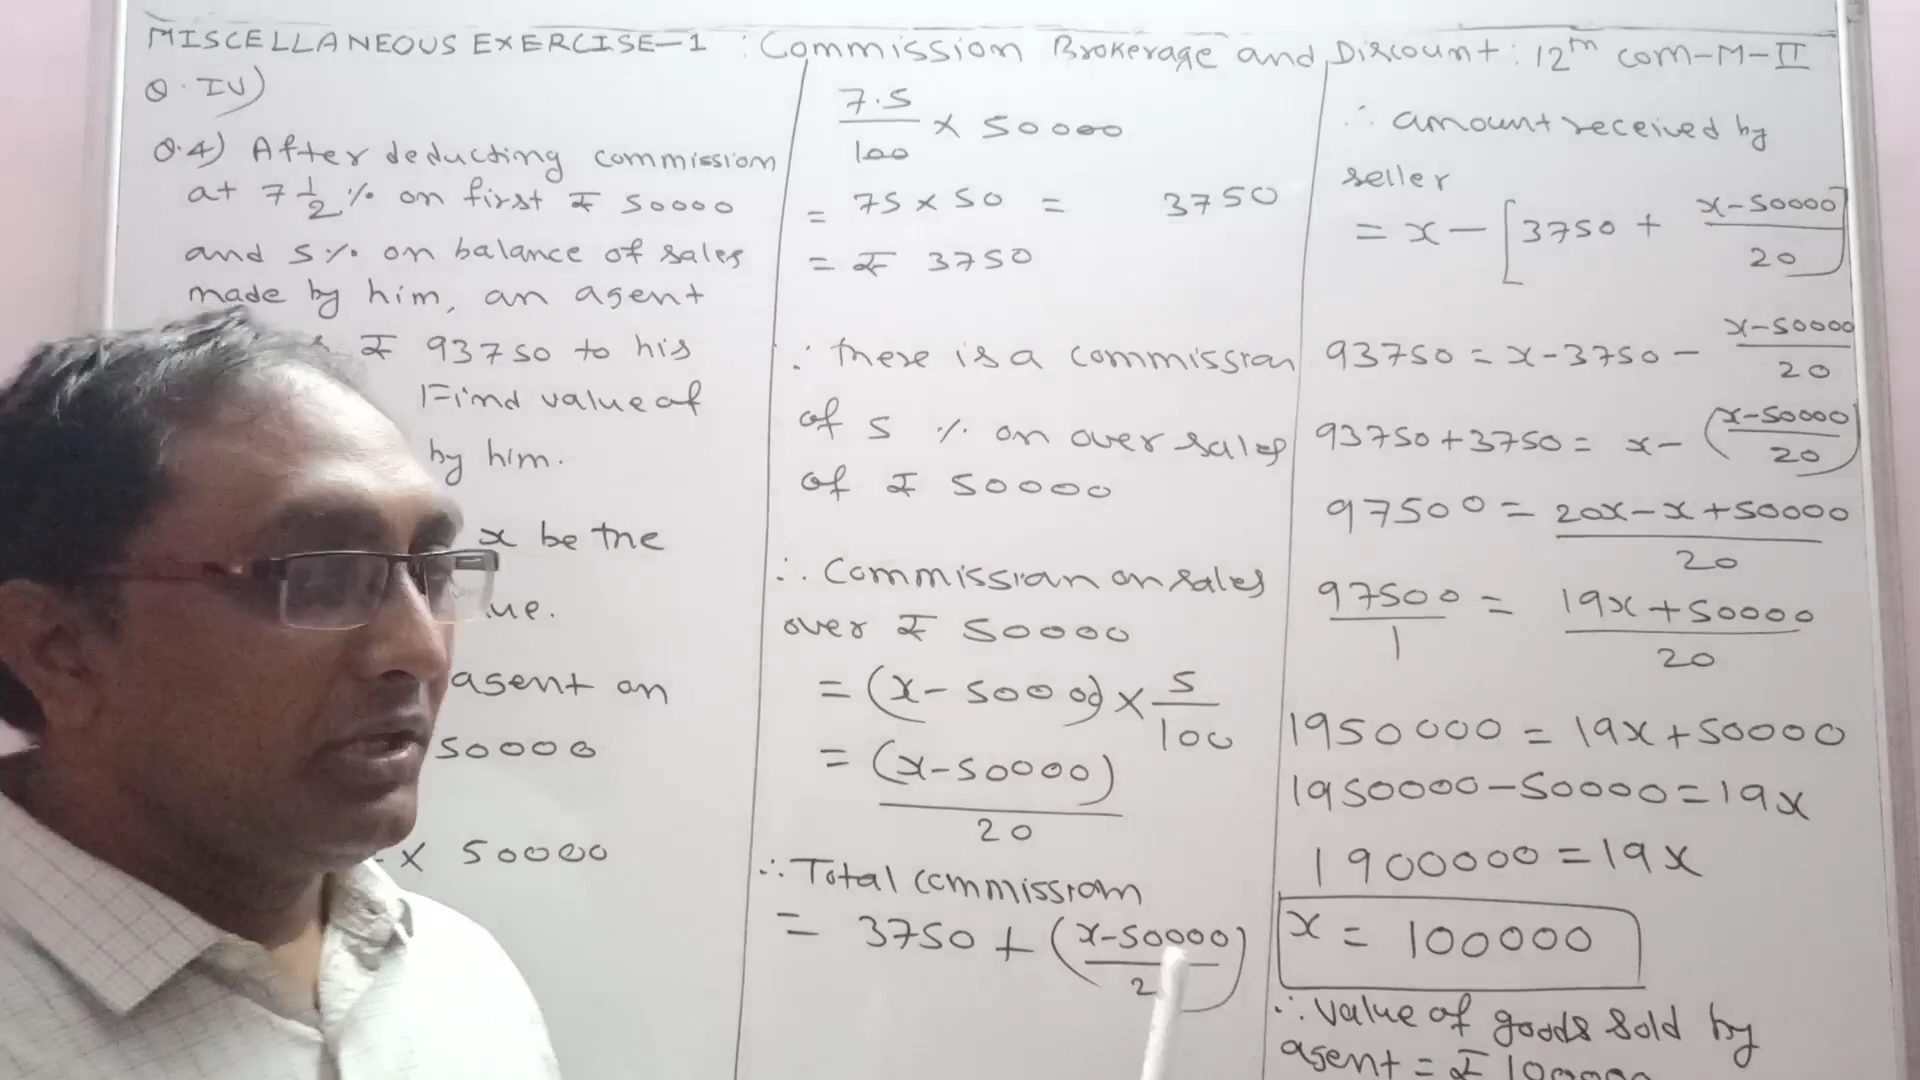 MISCELLANEOUS EXERCISE-1 : Commission Brokerage and Discount : 12th com-M-II
Q. IV)
Q.4) After deducting commission
at 7 1/2 % on first ₹ 50000
and 5 % on balance of sales
made by him, an agent
₹ 93750 to his
Find value of
by him.
x be the
agent on
50000
x 50000
7.5/100 × 50000
= 75 × 50 = 3750
= ₹ 3750
∴ there is a commission
of 5 % on over sales
of ₹ 50000
∴ Commission on sales
over ₹ 50000
= (x-50000) × 5/100
= (x-50000)/20
∴ Total commission
= 3750 + (x-50000/2
∴ amount received by
seller
= x - [3750 + x-50000/20]
93750 = x - 3750 - x-50000/20
93750 + 3750 = x - (x-50000/20)
97500 = 20x - x + 50000/20
97500/1 = 19x + 50000/20
1950000 = 19x + 50000
1950000 - 50000 = 19x
1900000 = 19x
x = 100000
∴ value of goods sold by
agent = ₹ 100000